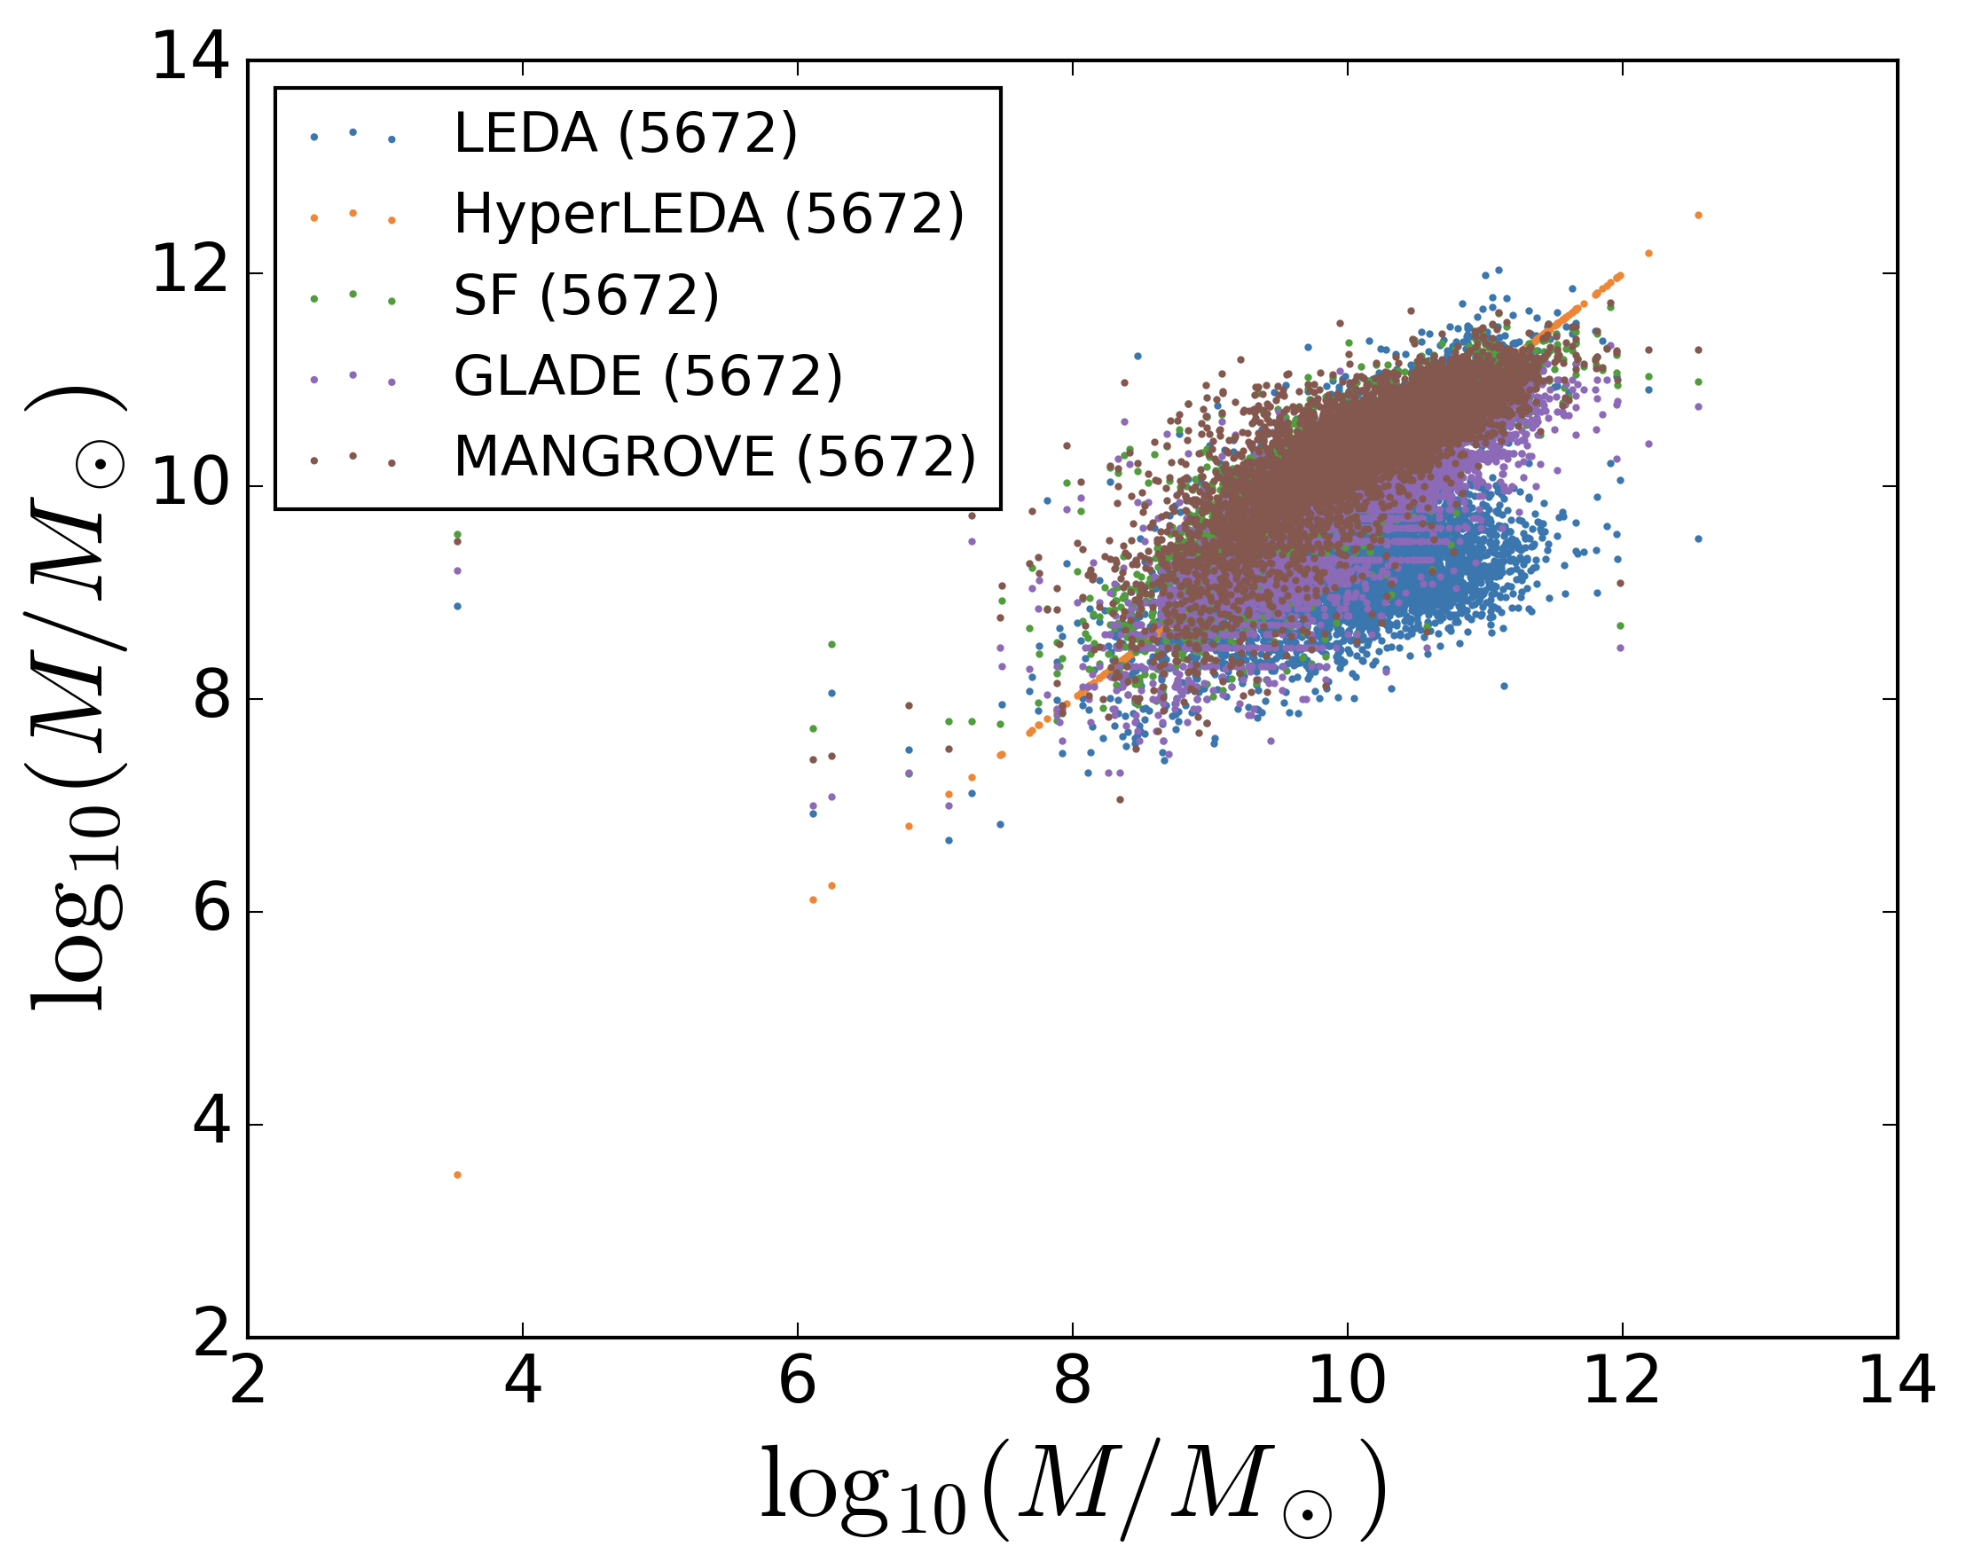 14
12
10
8
6
4
2
LEDA (5672)
HyperLEDA (5672)
SF (5672)
GLADE (5672)
MANGROVE (5672)
log₁₀(M/M☉)
2 4 6 8 10 12 14
log₁₀(M/M☉)